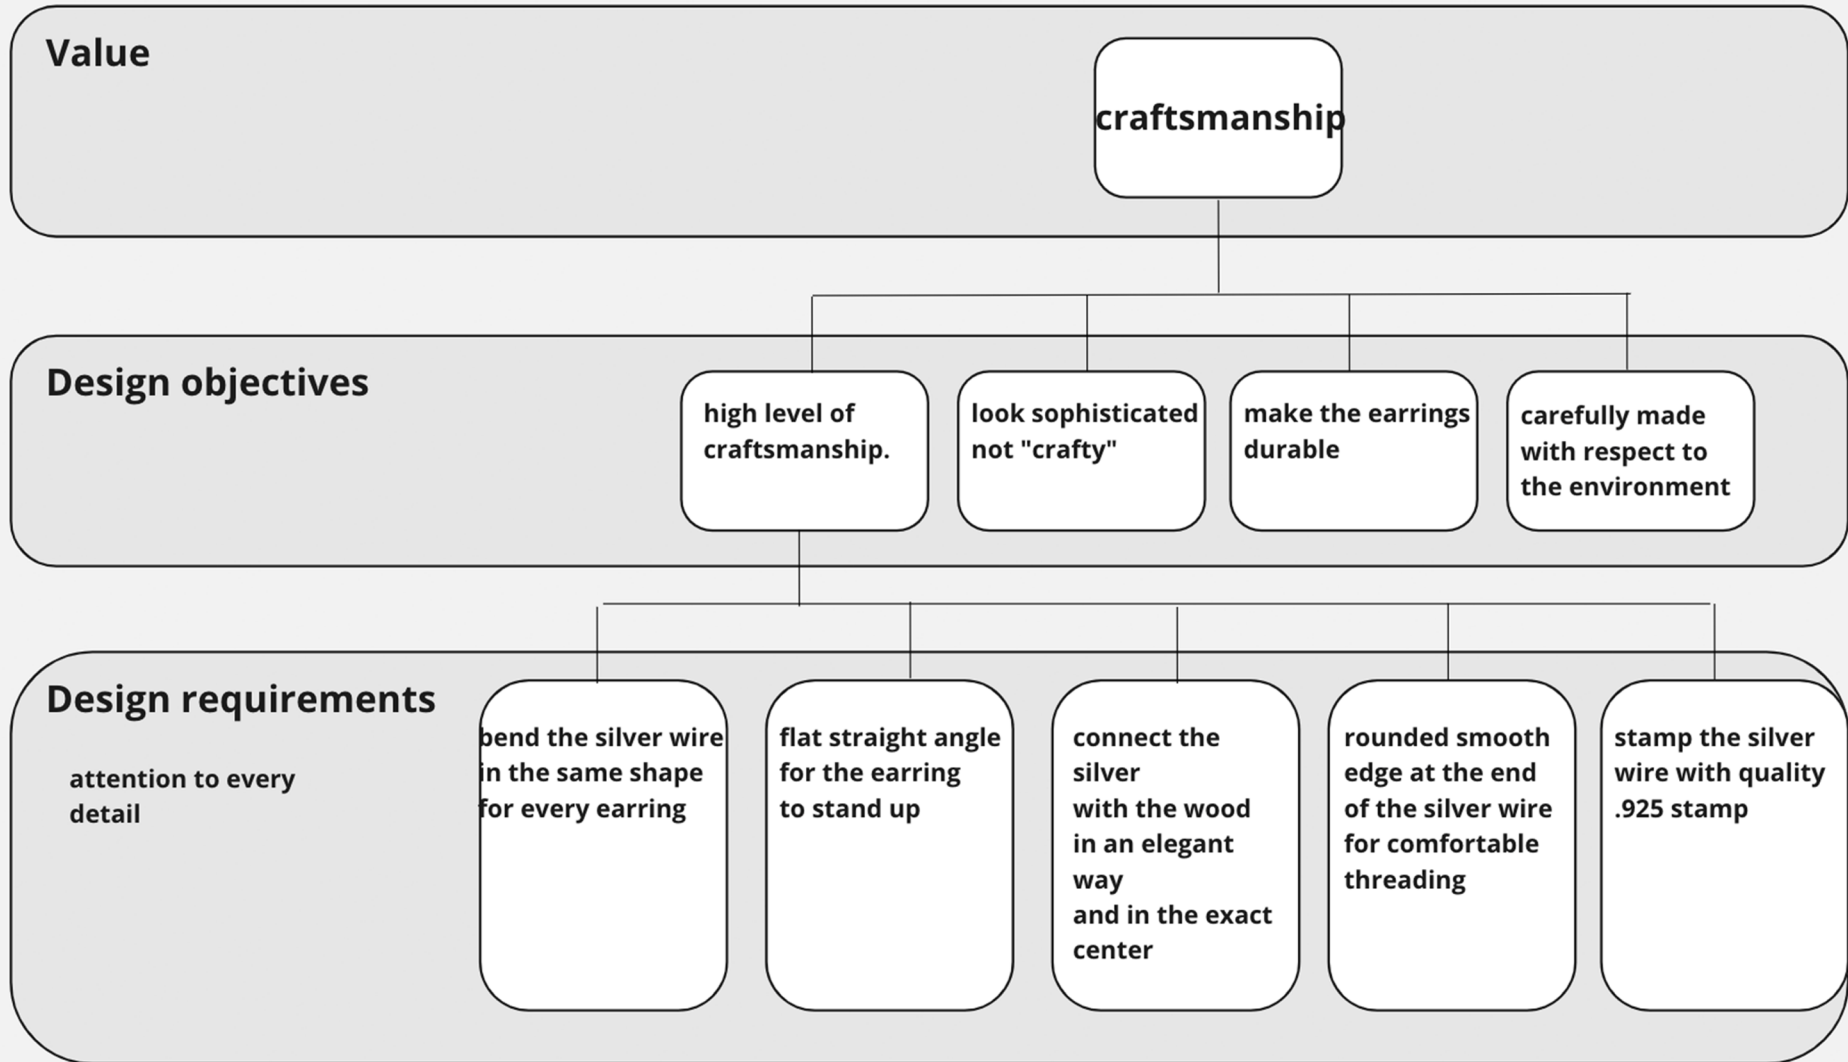 Value
craftsmanship
Design objectives
high level of
craftsmanship.
look sophisticated
not "crafty"
make the earrings
durable
carefully made
with respect to
the environment
Design requirements
attention to every
detail
bend the silver wire
in the same shape
for every earring
flat straight angle
for the earring
to stand up
connect the
silver
with the wood
in an elegant
way
and in the exact
center
rounded smooth
edge at the end
of the silver wire
for comfortable
threading
stamp the silver
wire with quality
.925 stamp